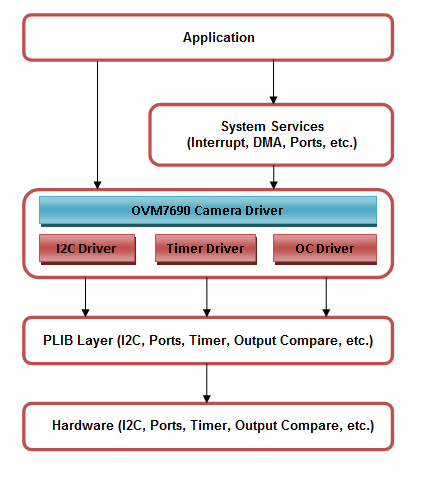 Application
System Services
(Interrupt, DMA, Ports, etc.)
OVM7690 Camera Driver
I2C Driver
Timer Driver
OC Driver
PLIB Layer (I2C, Ports, Timer, Output Compare, etc.)
Hardware (I2C, Ports, Timer, Output Compare, etc.)